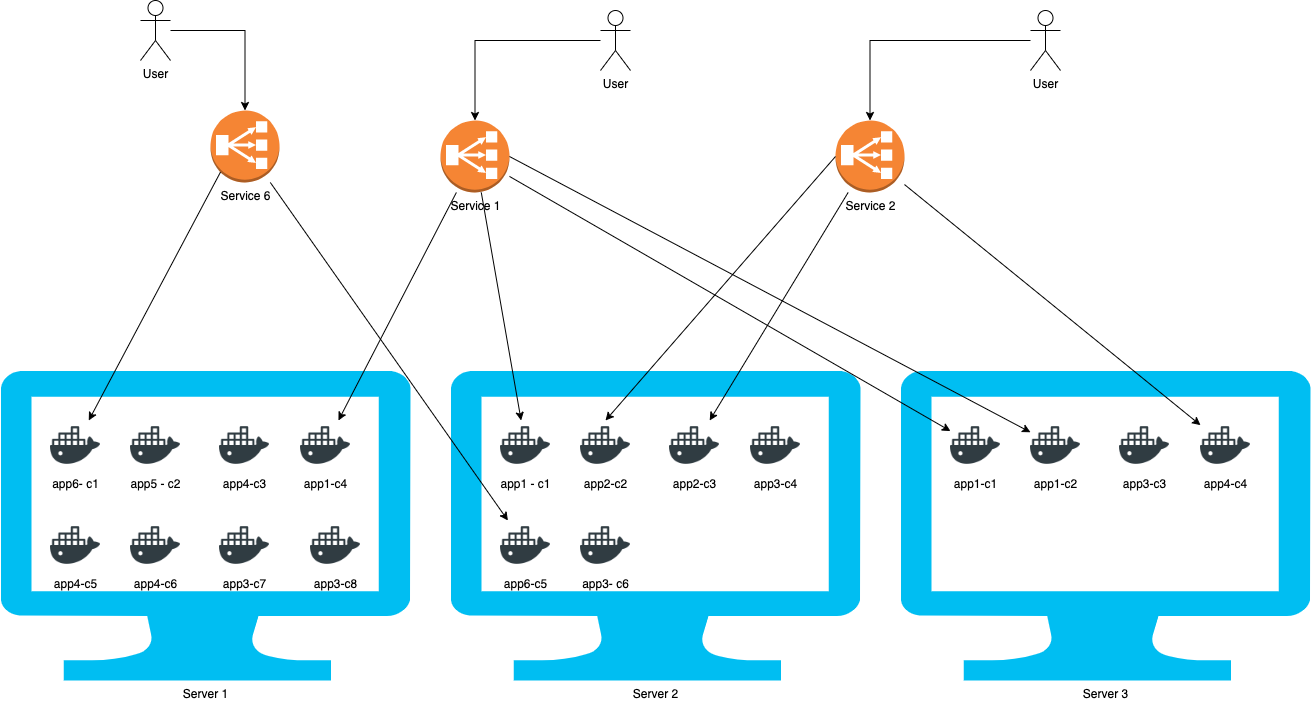 User
User
User
Service 6
Service 1
Service 2
app6- c1
app5 - c2
app4-c3
app1-c4
app4-c5
app4-c6
app3-c7
app3-c8
Server 1
app1 - c1
app2-c2
app2-c3
app3-c4
app6-c5
app3- c6
Server 2
app1-c1
app1-c2
app3-c3
app4-c4
Server 3